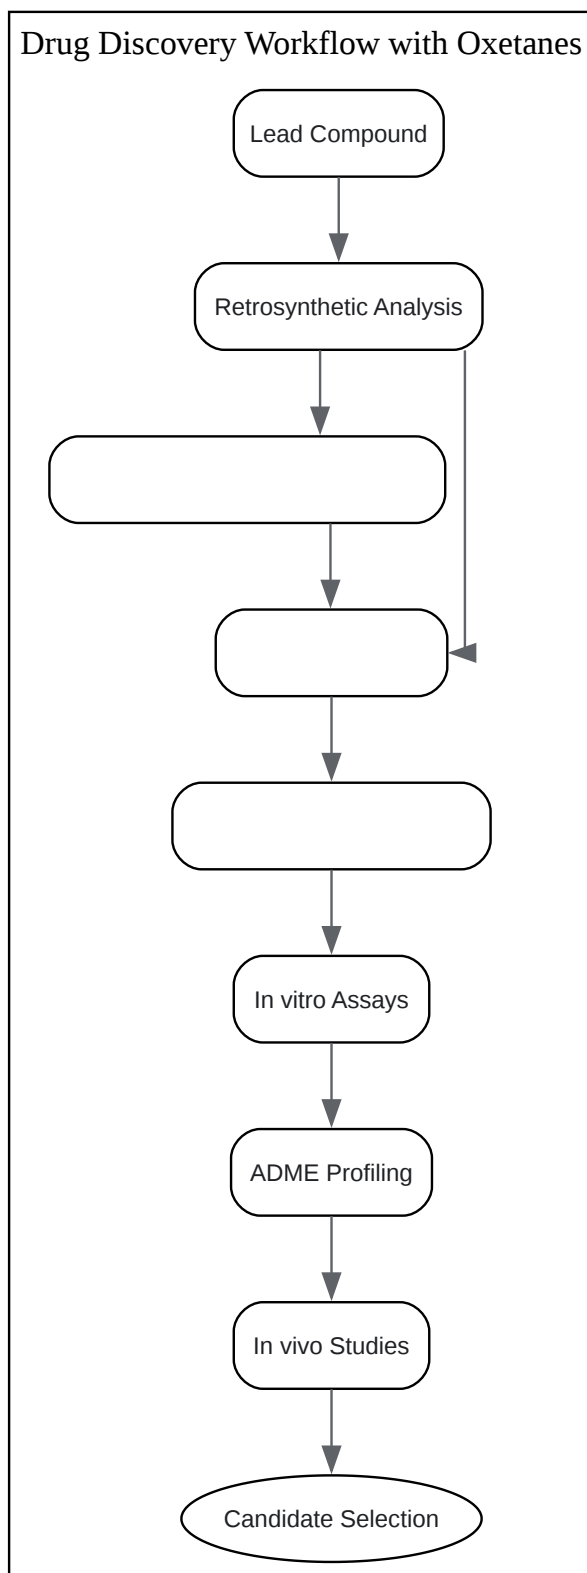 Drug Discovery Workflow with Oxetanes
Lead Compound
Retrosynthetic Analysis
In vitro Assays
ADME Profiling
In vivo Studies
Candidate Selection